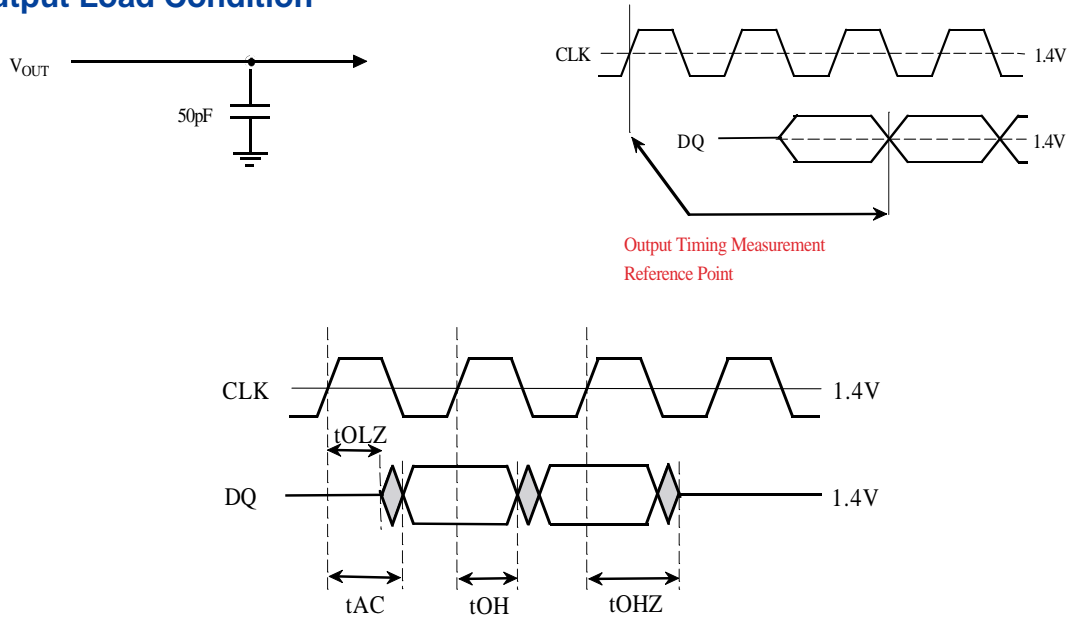 utput Load Condition
VOUT
50pF
CLK
1.4V
DQ
1.4V
Output Timing Measurement
Reference Point
CLK
1.4V
tOLZ
DQ
1.4V
tAC
tOH
tOHZ